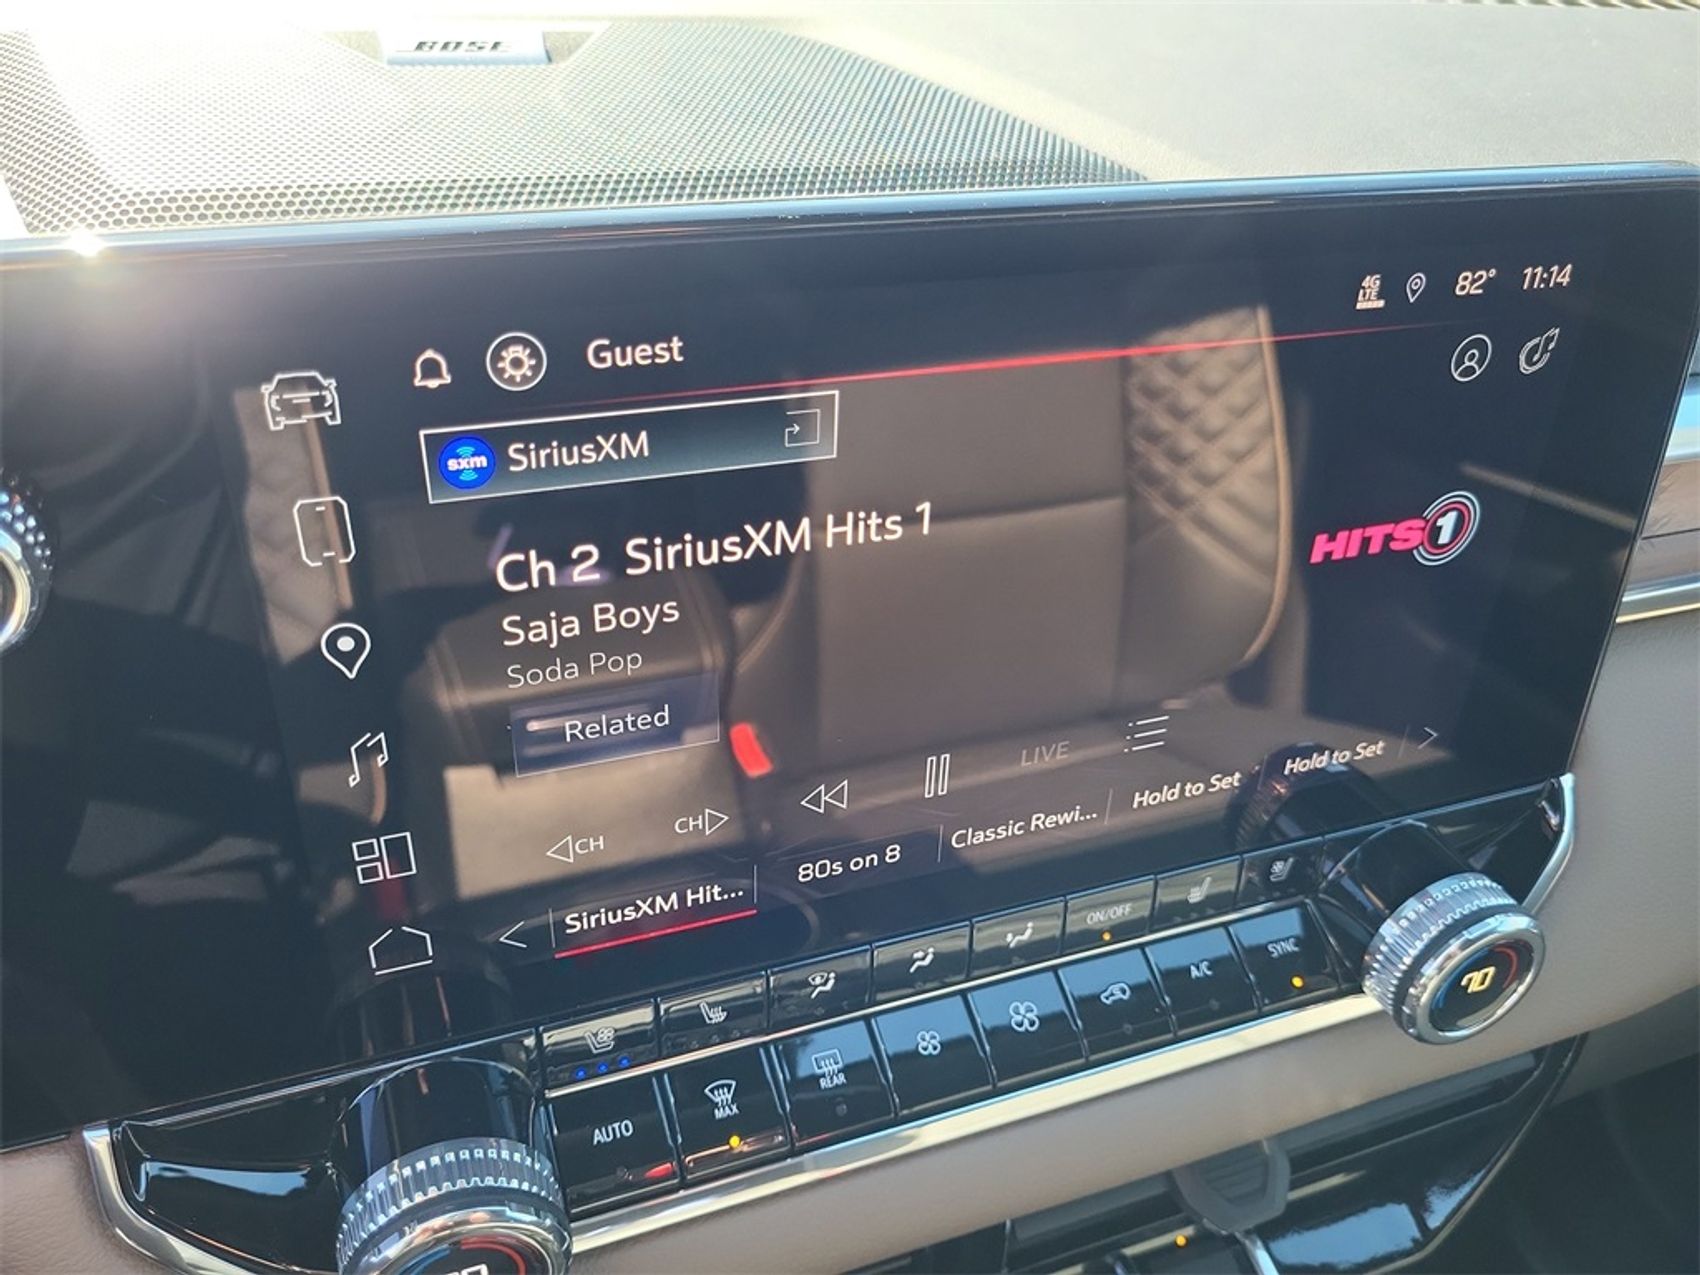 BOSE
4G LTE 82° 11:14
Guest
sxm SiriusXM
Ch 2 SiriusXM Hits 1
HITS 1
Saja Boys
Soda Pop
Related
◁CH CH▷ LIVE
SiriusXM Hit... 80s on 8 Classic Rewi... Hold to Set Hold to Set
ON/OFF
AUTO MAX REAR A/C SYNC
70